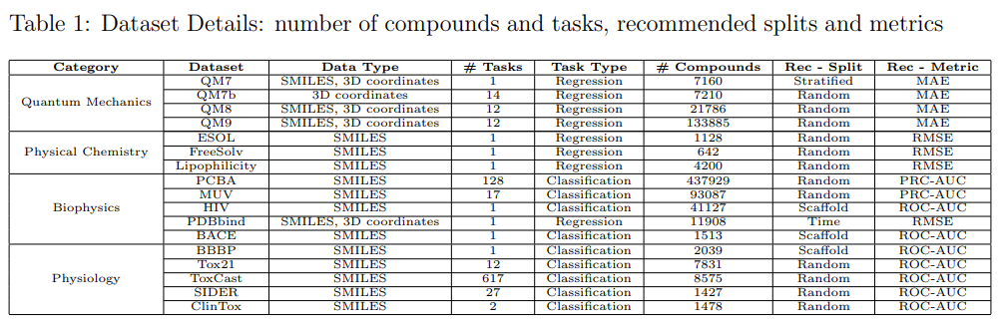 Table 1: Dataset Details: number of compounds and tasks, recommended splits and metrics
Category Dataset Data Type # Tasks Task Type # Compounds Rec - Split Rec - Metric
Quantum Mechanics QM7 SMILES, 3D coordinates 1 Regression 7160 Stratified MAE
QM7b 3D coordinates 14 Regression 7210 Random MAE
QM8 SMILES, 3D coordinates 12 Regression 21786 Random MAE
QM9 SMILES, 3D coordinates 12 Regression 133885 Random MAE
Physical Chemistry ESOL SMILES 1 Regression 1128 Random RMSE
FreeSolv SMILES 1 Regression 642 Random RMSE
Lipophilicity SMILES 1 Regression 4200 Random RMSE
Biophysics PCBA SMILES 128 Classification 437929 Random PRC-AUC
MUV SMILES 17 Classification 93087 Random PRC-AUC
HIV SMILES 1 Classification 41127 Scaffold ROC-AUC
PDBbind SMILES, 3D coordinates 1 Regression 11908 Time RMSE
BACE SMILES 1 Classification 1513 Scaffold ROC-AUC
Physiology BBBP SMILES 1 Classification 2039 Scaffold ROC-AUC
Tox21 SMILES 12 Classification 7831 Random ROC-AUC
ToxCast SMILES 617 Classification 8575 Random ROC-AUC
SIDER SMILES 27 Classification 1427 Random ROC-AUC
ClinTox SMILES 2 Classification 1478 Random ROC-AUC